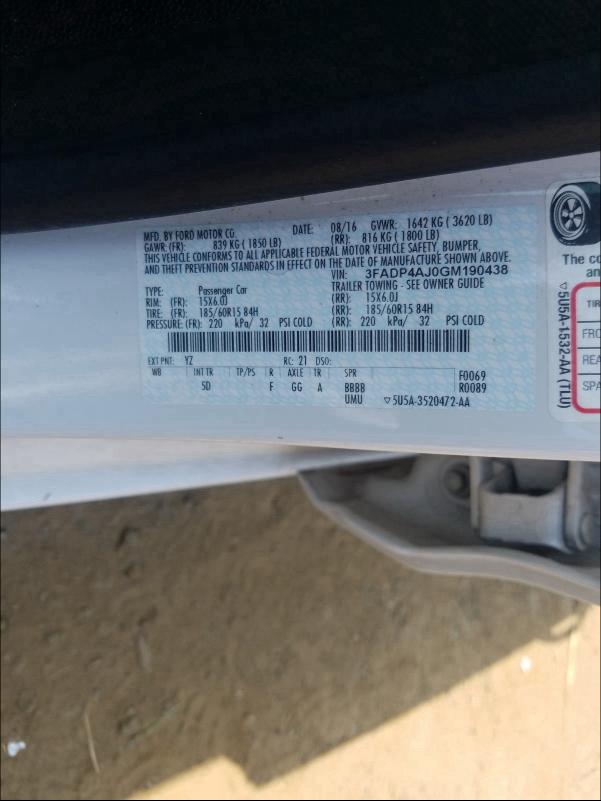 MFD. BY FORD MOTOR CO.
DATE: 08/16 GVWR: 1642 KG ( 3620 LB)
GAWR: (FR): 839 KG ( 1850 LB) (RR): 816 KG ( 1800 LB)
THIS VEHICLE CONFORMS TO ALL APPLICABLE FEDERAL MOTOR VEHICLE SAFETY, BUMPER,
AND THEFT PREVENTION STANDARDS IN EFFECT ON THE DATE OF MANUFACTURE SHOWN ABOVE.
VIN: 3FADP4AJ0GM190438
TYPE: Passenger Car TRAILER TOWING - SEE OWNER GUIDE
RIM: (FR): 15X6.0J (RR): 15X6.0J
TIRE: (FR): 185/60R15 84H (RR): 185/60R15 84H
PRESSURE: (FR): 220 kPa/ 32 PSI COLD (RR): 220 kPa/ 32 PSI COLD
EXT PNT: YZ RC: 21 DSO:
WB INT TR TP/PS R AXLE TR SPR F0069
5D F GG A BBBB R0089
UMU ▽5U5A-3520472-AA
The co
▽5U5A-1532-AA (TLU)
TIR
FRO
REA
SPA